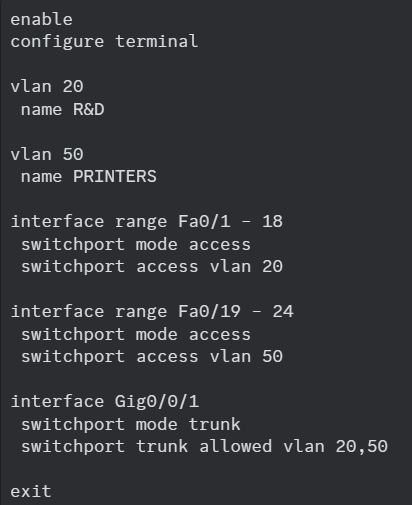 enable
configure terminal
vlan 20
name R&D
vlan 50
name PRINTERS
interface range Fa0/1 - 18
switchport mode access
switchport access vlan 20
interface range Fa0/19 - 24
switchport mode access
switchport access vlan 50
interface Gig0/0/1
switchport mode trunk
switchport trunk allowed vlan 20,50
exit